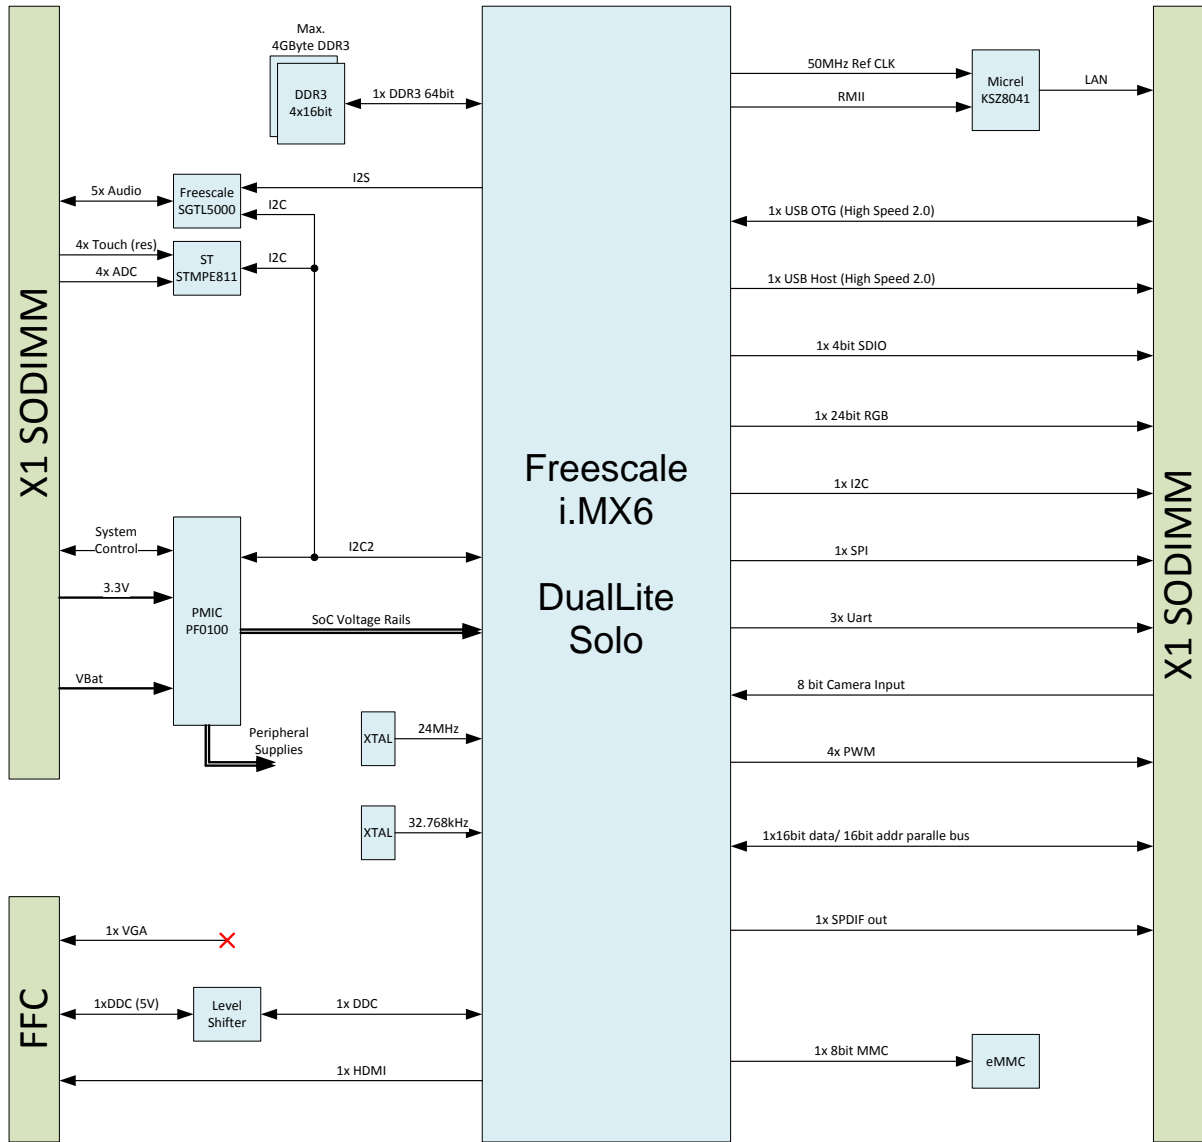 X1 SODIMM
Max.
4GByte DDR3
DDR3
4x16bit
1x DDR3 64bit
5x Audio
Freescale
SGTL5000
I2S
I2C
4x Touch (res)
4x ADC
ST
STMPE811
I2C
System
Control
3.3V
VBat
PMIC
PF0100
I2C2
SoC Voltage Rails
Peripheral
Supplies
XTAL
24MHz
XTAL
32.768kHz
FFC
1x VGA
1xDDC (5V)
Level
Shifter
1x DDC
1x HDMI
Freescale
i.MX6
DualLite
Solo
50MHz Ref CLK
RMII
Micrel
KSZ8041
LAN
1x USB OTG (High Speed 2.0)
1x USB Host (High Speed 2.0)
1x 4bit SDIO
1x 24bit RGB
1x I2C
1x SPI
3x Uart
8 bit Camera Input
4x PWM
1x16bit data/ 16bit addr paralle bus
1x SPDIF out
1x 8bit MMC
eMMC
X1 SODIMM